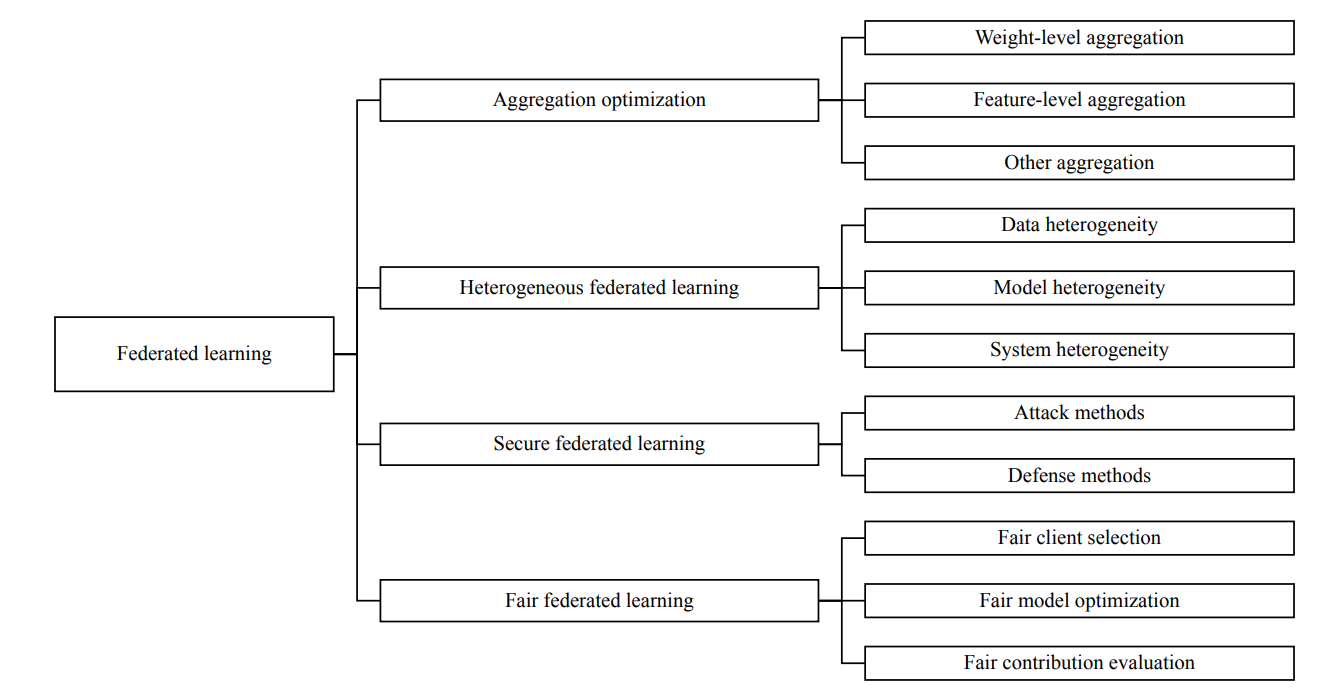 Federated learning
Aggregation optimization
Weight-level aggregation
Feature-level aggregation
Other aggregation
Heterogeneous federated learning
Data heterogeneity
Model heterogeneity
System heterogeneity
Secure federated learning
Attack methods
Defense methods
Fair federated learning
Fair client selection
Fair model optimization
Fair contribution evaluation